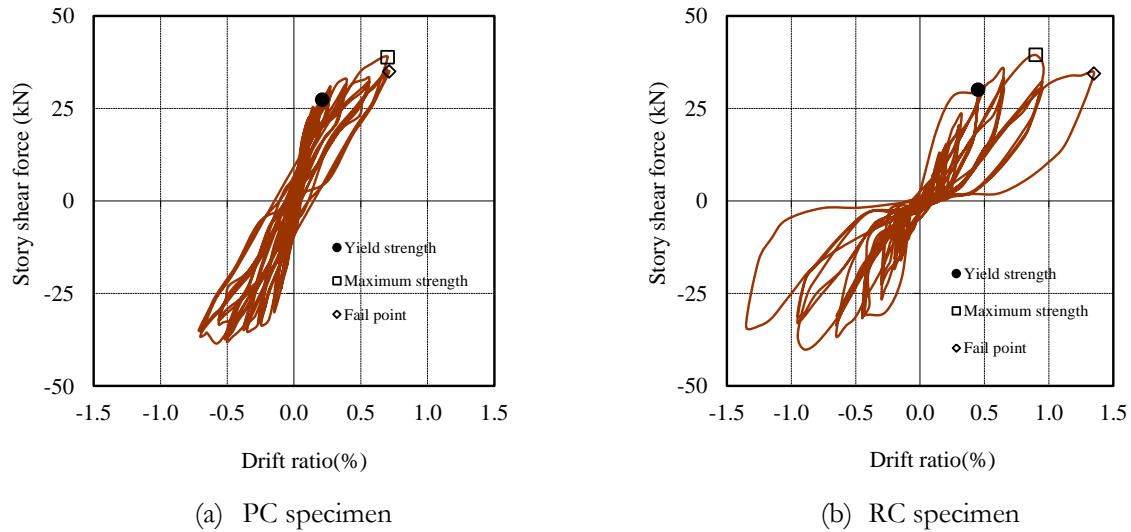 50
25
0
-25
-50
Story shear force (kN)
Yield strength
Maximum strength
Fail point
-1.5 -1.0 -0.5 0.0 0.5 1.0 1.5
Drift ratio(%)
(a) PC specimen
50
25
0
-25
-50
Story shear force (kN)
Yield strength
Maximum strength
Fail point
-1.5 -1.0 -0.5 0.0 0.5 1.0 1.5
Drift ratio(%)
(b) RC specimen